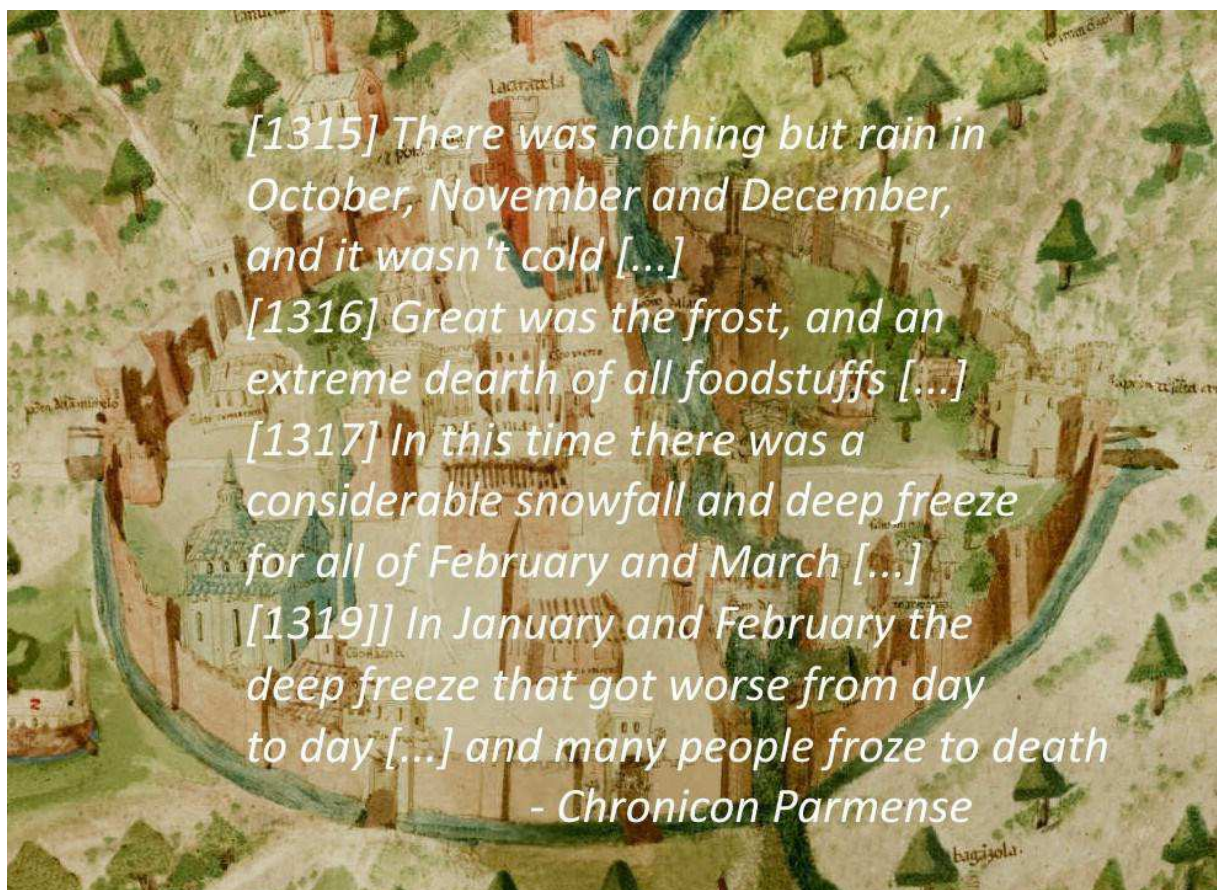 Lacitatela
[1315] There was nothing but rain in
October, November and December,
and it wasn't cold [...]
[1316] Great was the frost, and an
extreme dearth of all foodstuffs [...]
[1317] In this time there was a
considerable snowfall and deep freeze
for all of February and March [...]
[1319]] In January and February the
deep freeze that got worse from day
to day [...] and many people froze to death
- Chronicon Parmense
bagazola.